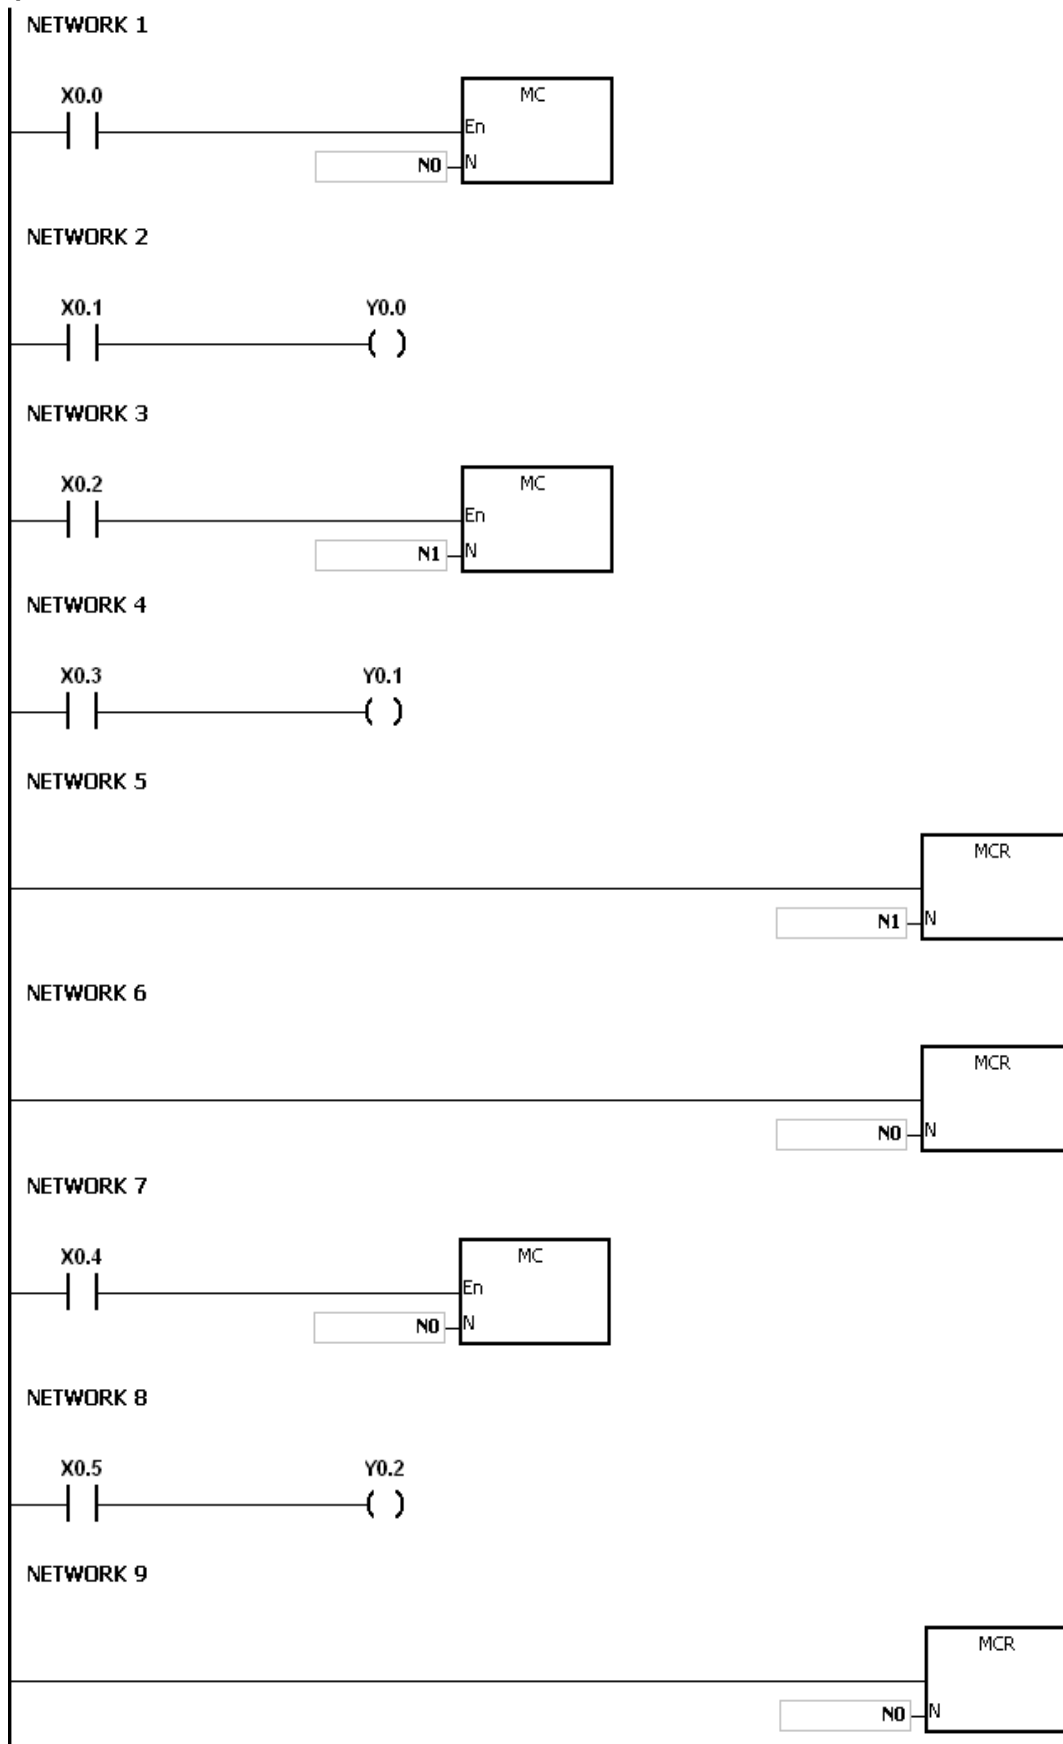 NETWORK 1
X0.0
MC
En
N0 N
NETWORK 2
X0.1 Y0.0
NETWORK 3
X0.2
MC
En
N1 N
NETWORK 4
X0.3 Y0.1
NETWORK 5
MCR
N1 N
NETWORK 6
MCR
N0 N
NETWORK 7
X0.4
MC
En
N0 N
NETWORK 8
X0.5 Y0.2
NETWORK 9
MCR
N0 N